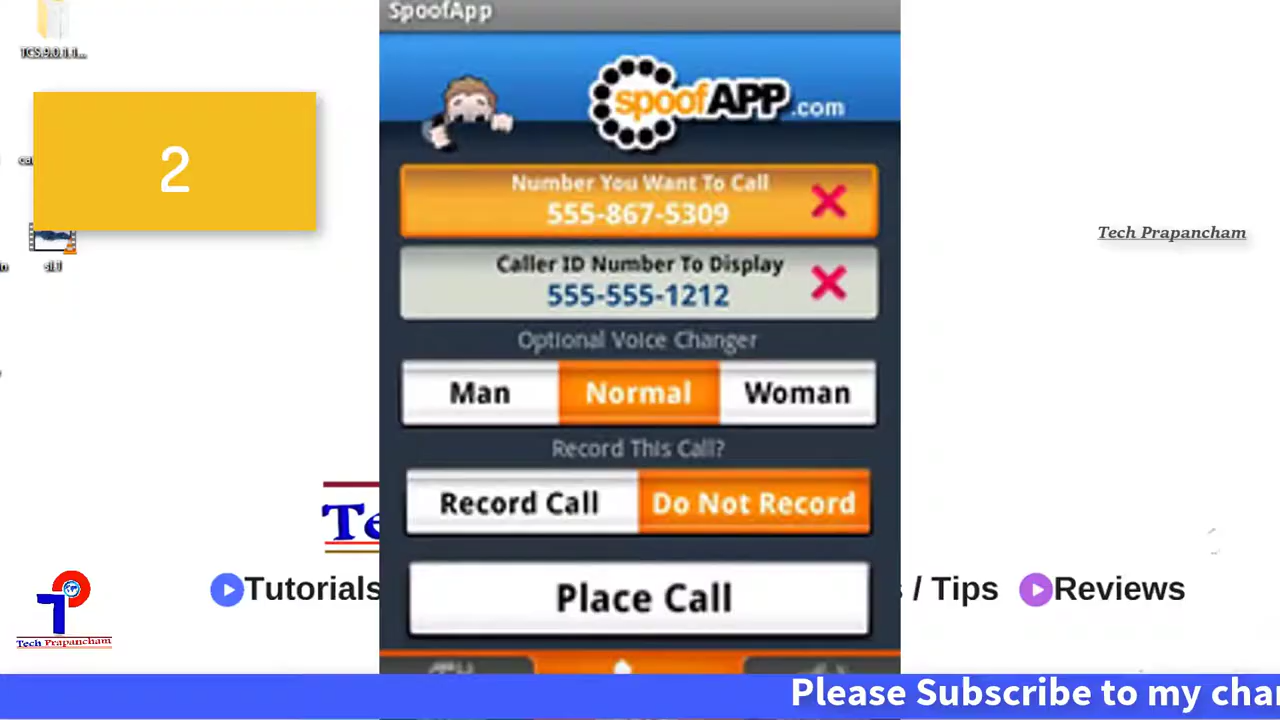 SpoofApp
TCS.9.0.1.1...
spoofAPP.com
2
Number You Want To Call
555-867-5309
Tech Prapancham
Caller ID Number To Display
555-555-1212
Optional Voice Changer
Man Normal Woman
Record This Call?
Record Call Do Not Record
Te
Tutorials / Tips Reviews
Place Call
Tech Prapancham
Please Subscribe to my chan